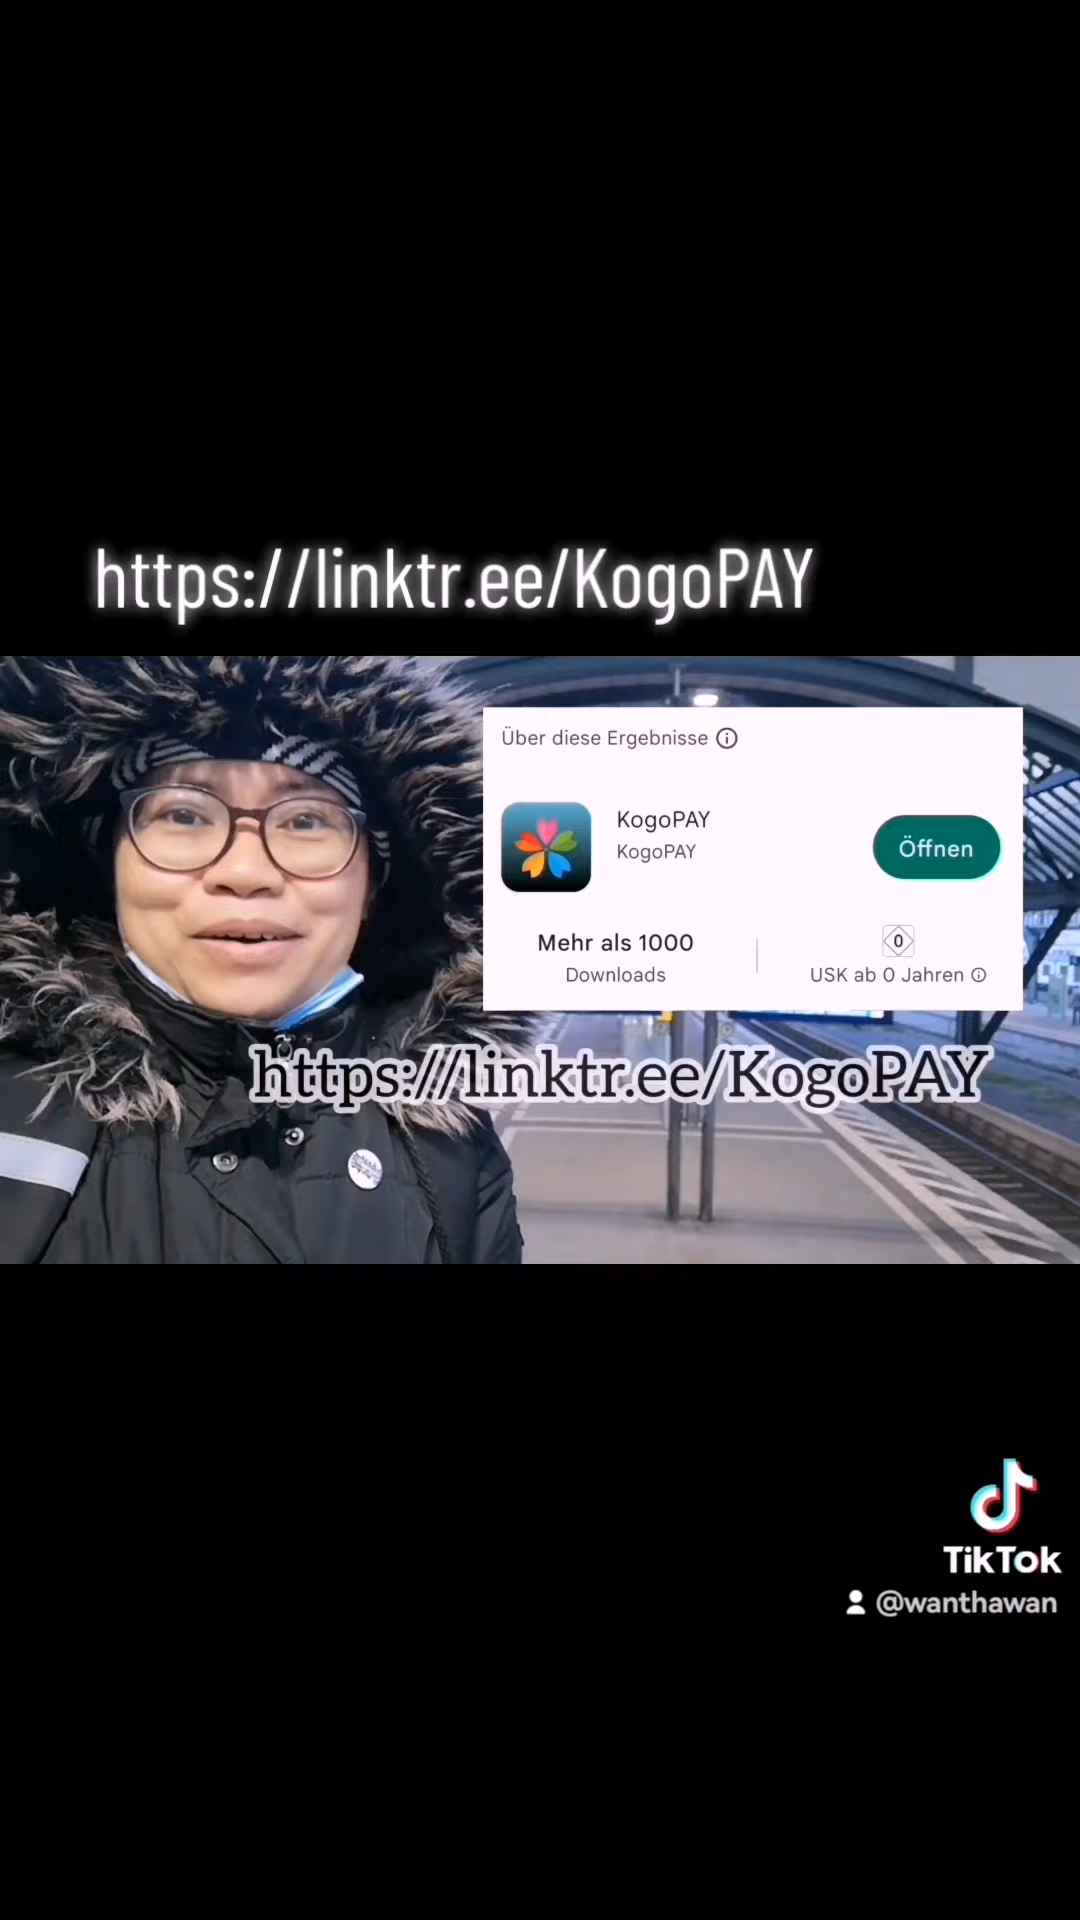 https://linktr.ee/KogoPAY
Über diese Ergebnisse
KogoPAY
KogoPAY
Öffnen
Mehr als 1000
Downloads
0
USK ab 0 Jahren
https://linktr.ee/KogoPAY
TikTok
@wanthawan